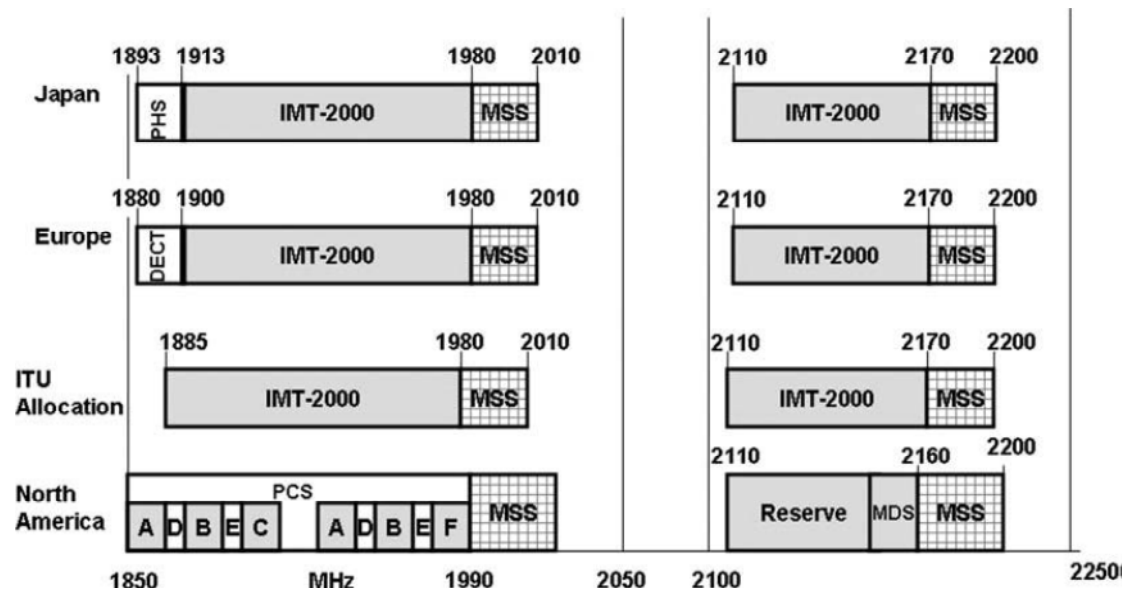 1893 1913 1980 2010 2110 2170 2200
Japan PHS IMT-2000 MSS IMT-2000 MSS
1880 1900 1980 2010 2110 2170 2200
Europe DECT IMT-2000 MSS IMT-2000 MSS
1885 1980 2010 2110 2170 2200
ITU
Allocation IMT-2000 MSS IMT-2000 MSS
2110 2160 2200
North
America PCS MSS Reserve MDS MSS
A D B E C A D B E F
1850 MHz 1990 2050 2100 22500